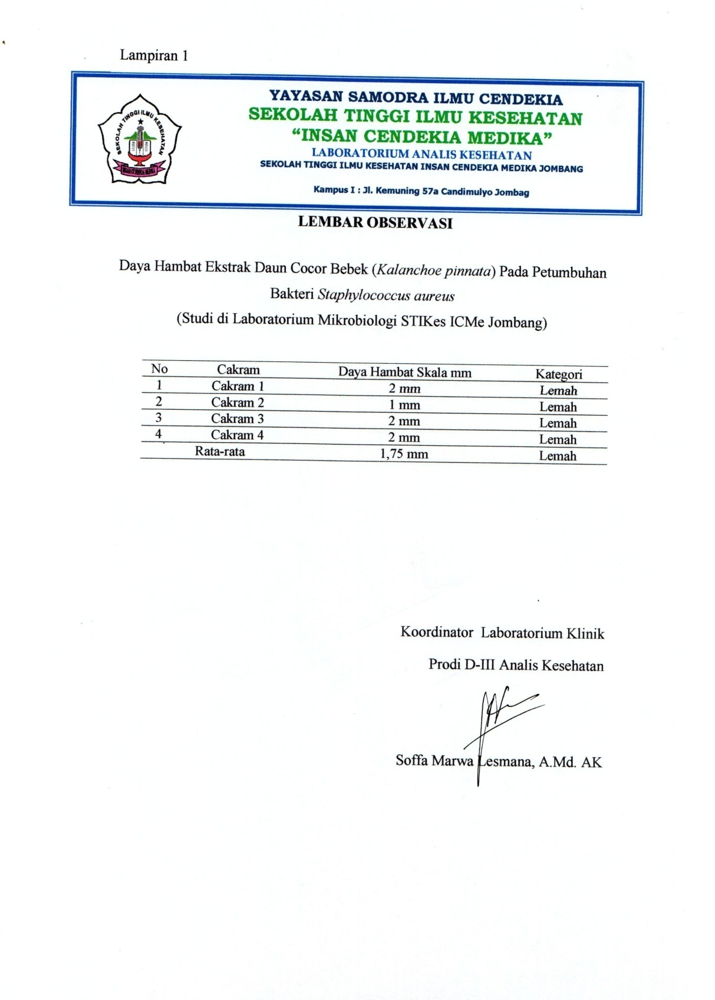 Lampiran 1
SEKOLAH TINGGI ILMU KESEHATAN
INSAN CENDEKIA MEDIKA
YAYASAN SAMODRA ILMU CENDEKIA
SEKOLAH TINGGI ILMU KESEHATAN
“INSAN CENDEKIA MEDIKA”
LABORATORIUM ANALIS KESEHATAN
SEKOLAH TINGGI ILMU KESEHATAN INSAN CENDEKIA MEDIKA JOMBANG
Kampus I : Jl. Kemuning 57a Candimulyo Jombag
LEMBAR OBSERVASI
Daya Hambat Ekstrak Daun Cocor Bebek (Kalanchoe pinnata) Pada Petumbuhan
Bakteri Staphylococcus aureus
(Studi di Laboratorium Mikrobiologi STIKes ICMe Jombang)
No Cakram Daya Hambat Skala mm Kategori
1 Cakram 1 2 mm Lemah
2 Cakram 2 1 mm Lemah
3 Cakram 3 2 mm Lemah
4 Cakram 4 2 mm Lemah
Rata-rata 1,75 mm Lemah
Koordinator Laboratorium Klinik
Prodi D-III Analis Kesehatan
Soffa Marwa Lesmana, A.Md. AK